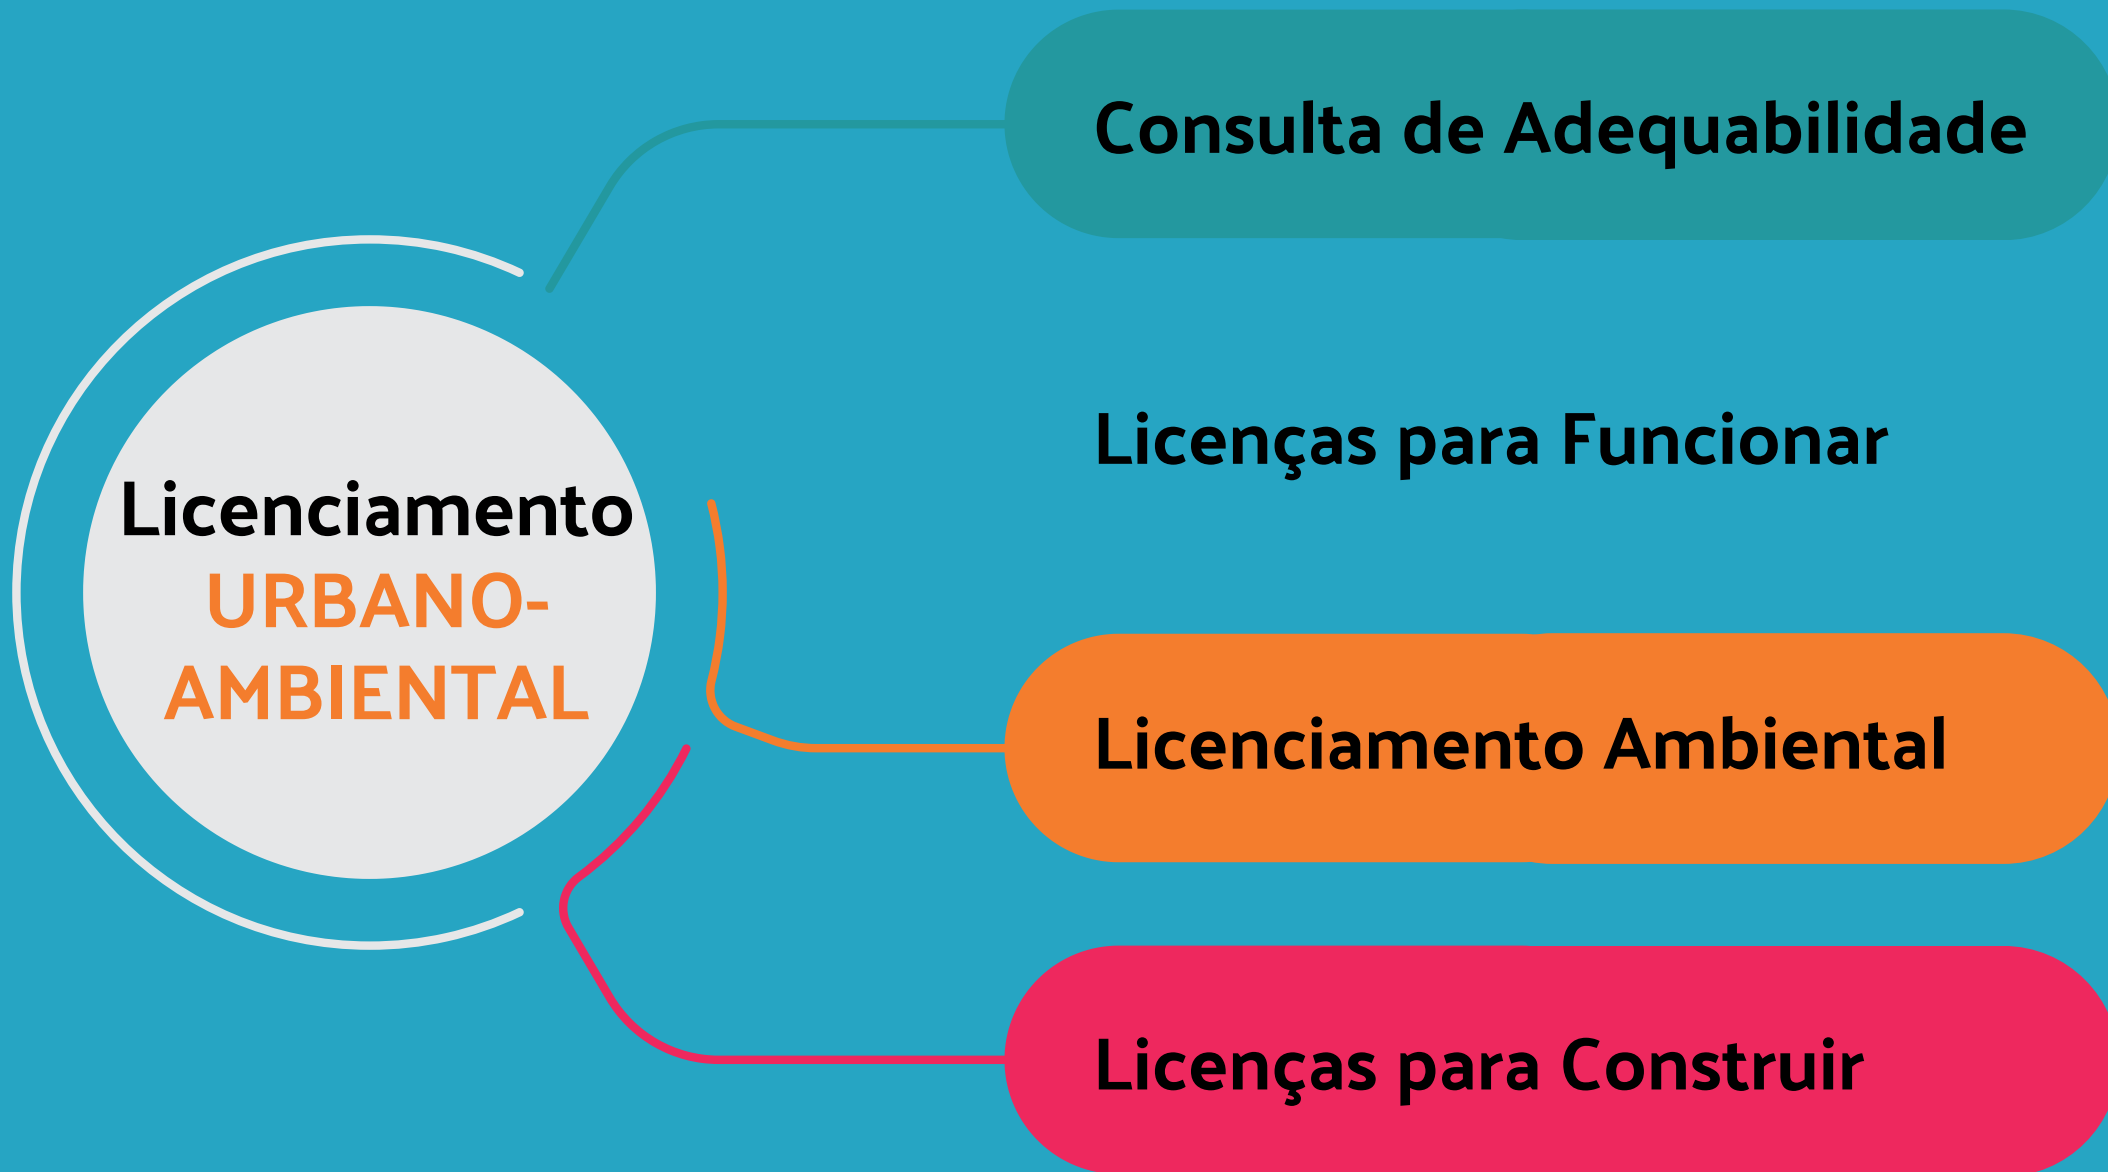 Licenciamento
URBANO-
AMBIENTAL
Consulta de Adequabilidade
Licenças para Funcionar
Licenciamento Ambiental
Licenças para Construir